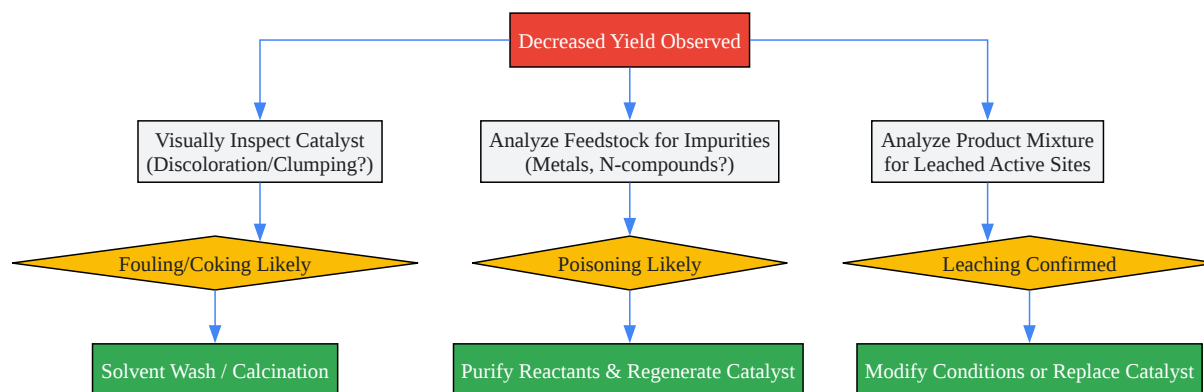 Decreased Yield Observed
Visually Inspect Catalyst
(Discoloration/Clumping?)
Analyze Feedstock for Impurities
(Metals, N-compounds?)
Analyze Product Mixture
for Leached Active Sites
Fouling/Coking Likely
Poisoning Likely
Leaching Confirmed
Solvent Wash / Calcination
Purify Reactants & Regenerate Catalyst
Modify Conditions or Replace Catalyst